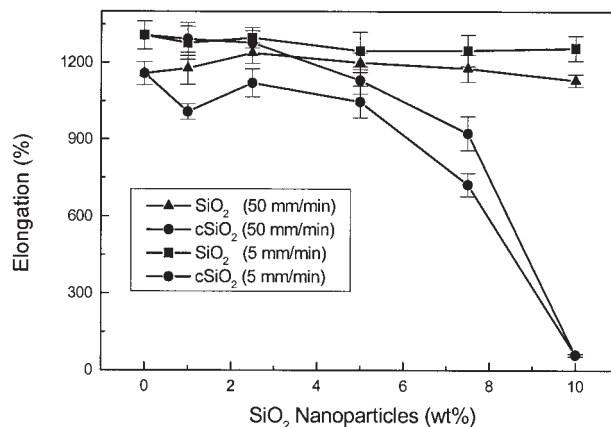 1200
900
600
300
0
Elongation (%)
SiO₂ (50 mm/min)
cSiO₂ (50 mm/min)
SiO₂ (5 mm/min)
cSiO₂ (5 mm/min)
0 2 4 6 8 10
SiO₂ Nanoparticles (wt%)